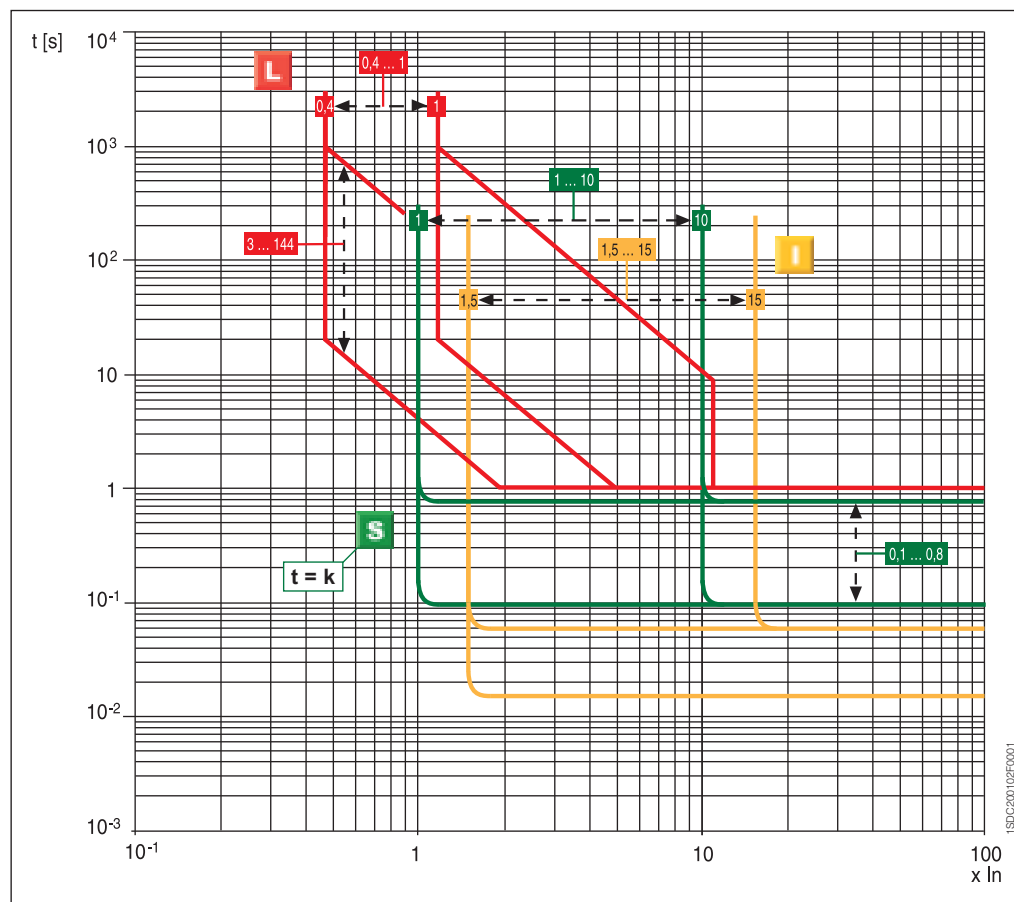 t [s]
10⁴
L
0,4 ... 1
0,4
1
10³
1 ... 10
1
10
3 ... 144
1,5 ... 15
I
10²
1,5
15
10
1
S
0,1 ... 0,8
t = k
10⁻¹
10⁻²
10⁻³
10⁻¹
1
10
100
x In
1SDC200102F0001